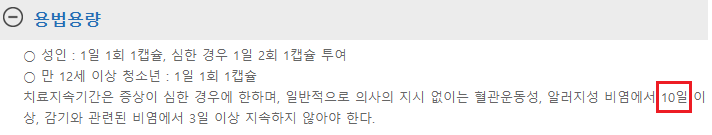 용법용량
○ 성인 : 1일 1회 1캡슐, 심한 경우 1일 2회 1캡슐 투여
○ 만 12세 이상 청소년 : 1일 1회 1캡슐
치료지속기간은 증상이 심한 경우에 한하며, 일반적으로 의사의 지시 없이는 혈관운동성, 알러지성 비염에서 10일 이
상, 감기와 관련된 비염에서 3일 이상 지속하지 않아야 한다.